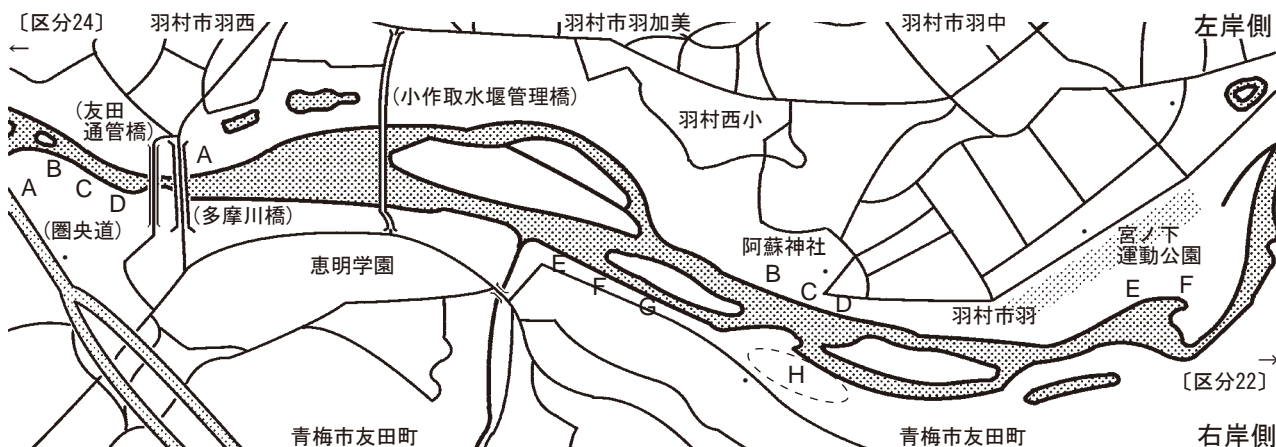 〔区分24〕
←
羽村市羽西
羽村市羽加美
羽村市羽中
左岸側
(友田
通管橋)
(小作取水堰管理橋)
羽村西小
A
B
C
D
A
(圏央道)
(多摩川橋)
恵明学園
阿蘇神社
B
C
D
E
F
G
H
宮ノ下
運動公園
E
F
羽村市羽
→
〔区分22〕
青梅市友田町
青梅市友田町
右岸側